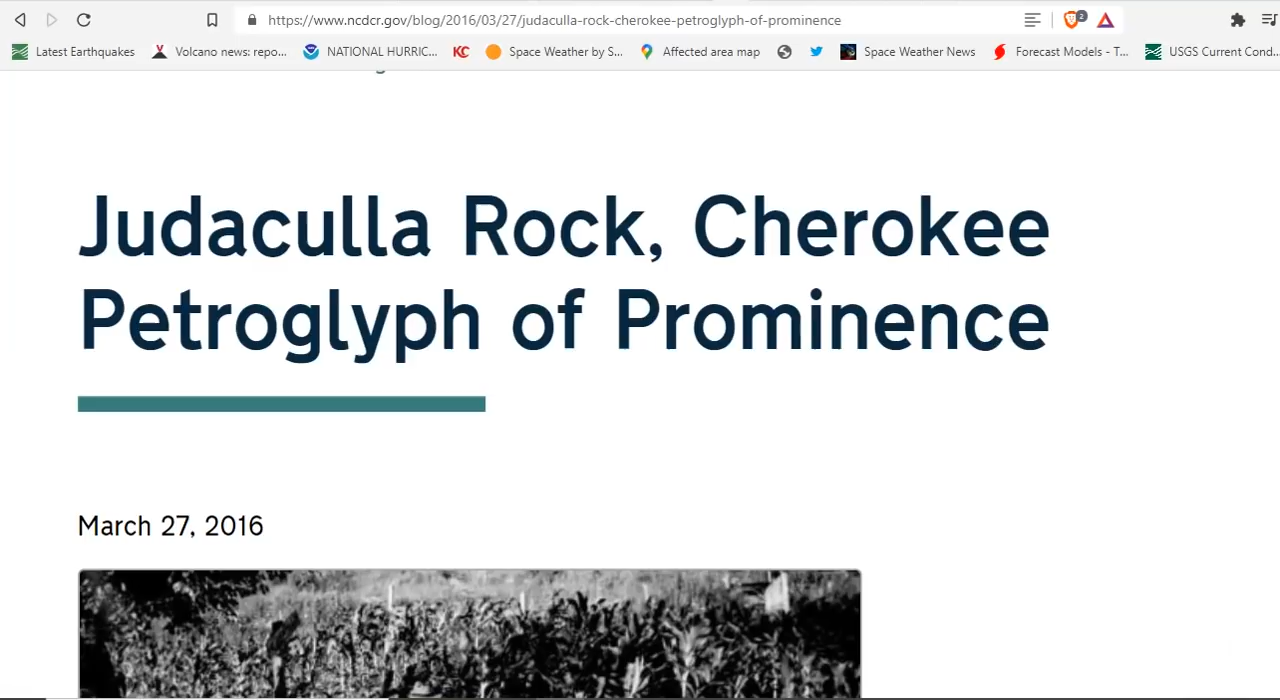 https://www.ncdcr.gov/blog/2016/03/27/judaculla-rock-cherokee-petroglyph-of-prominence
2
Latest Earthquakes
Volcano news: repo...
NATIONAL HURRIC...
KC
Space Weather by S...
Affected area map
Space Weather News
Forecast Models - T...
USGS Current Cond...
Judaculla Rock, Cherokee
Petroglyph of Prominence
March 27, 2016